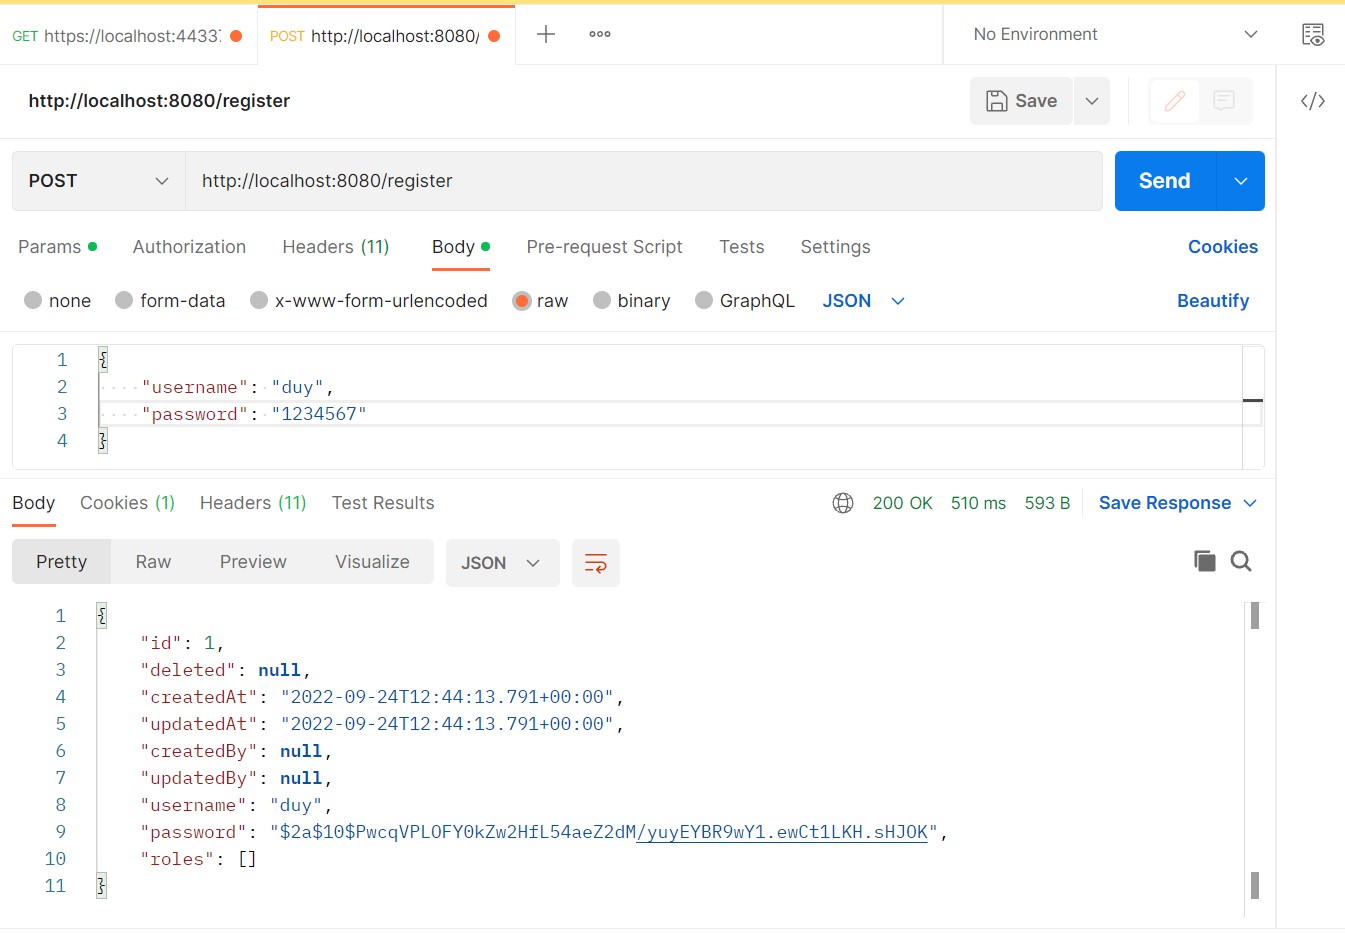 GET https://localhost:4433
POST http://localhost:8080/
No Environment
http://localhost:8080/register
Save
POST http://localhost:8080/register Send
Params Authorization Headers (11) Body Pre-request Script Tests Settings Cookies
none form-data x-www-form-urlencoded raw binary GraphQL JSON Beautify
1 {
2 "username": "duy",
3 "password": "1234567"
4 }
Body Cookies (1) Headers (11) Test Results 200 OK 510 ms 593 B Save Response
Pretty Raw Preview Visualize JSON
1 {
2 "id": 1,
3 "deleted": null,
4 "createdAt": "2022-09-24T12:44:13.791+00:00",
5 "updatedAt": "2022-09-24T12:44:13.791+00:00",
6 "createdBy": null,
7 "updatedBy": null,
8 "username": "duy",
9 "password": "$2a$10$PwcqVPLOFY0kZw2HfL54aeZ2dM/yuyEYBR9wY1.ewCt1LKH.sHJOK",
10 "roles": []
11 }